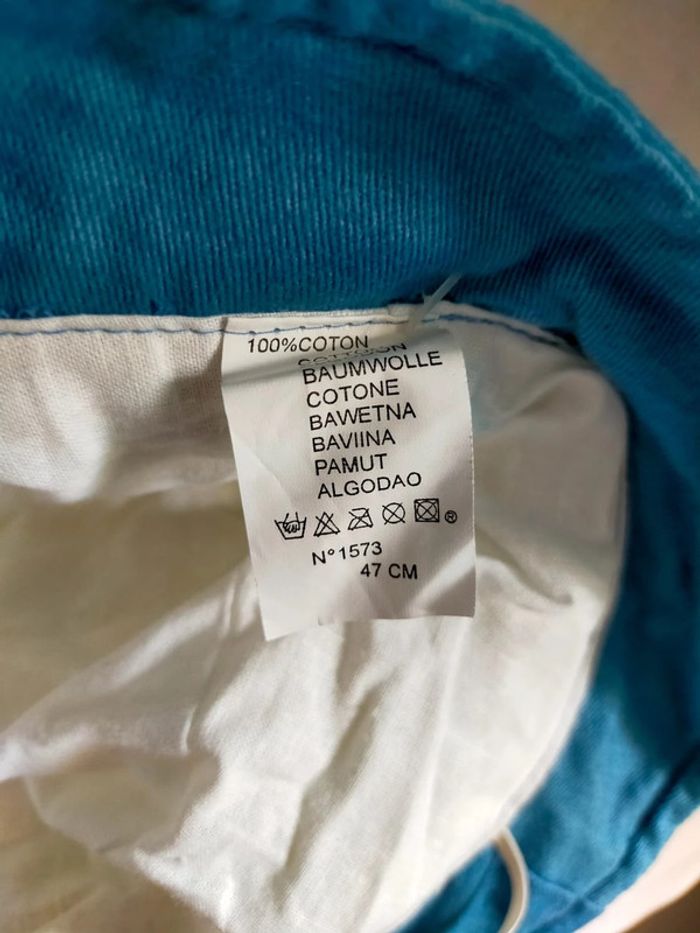 100%COTON
BAUMWOLLE
COTONE
BAWETNA
BAVIINA
PAMUT
ALGODAO
®
N°1573
47 CM